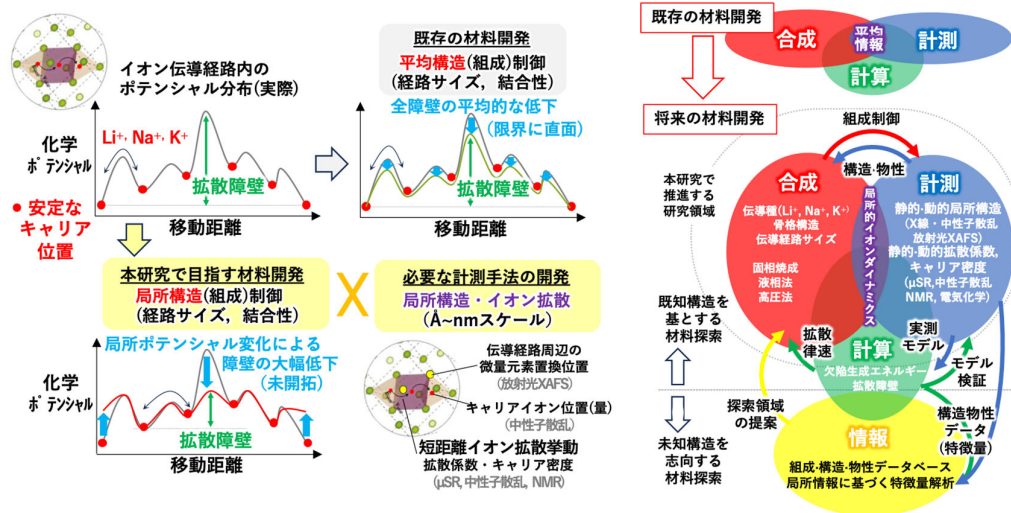 イオン伝導経路内の
ポテンシャル分布(実際)
化学
ポテンシャル
Li⁺, Na⁺, K⁺
拡散障壁
安定な
キャリア
位置
移動距離
既存の材料開発
平均構造(組成)制御
(経路サイズ，結合性)
全障壁の平均的な低下
(限界に直面)
拡散障壁
移動距離
本研究で目指す材料開発
局所構造(組成)制御
(経路サイズ，結合性)
X
必要な計測手法の開発
局所構造・イオン拡散
(Å~nmスケール)
局所ポテンシャル変化による
障壁の大幅低下
(未開拓)
化学
ポテンシャル
拡散障壁
移動距離
伝導経路周辺の
微量元素置換位置
(放射光XAFS)
キャリアイオン位置(量)
(中性子散乱)
短距離イオン拡散挙動
拡散係数・キャリア密度
(μSR, 中性子散乱, NMR)
既存の材料開発
合成
平均
情報
計測
計算
将来の材料開発
組成制御
構造･物性
本研究で
推進する
研究領域
合成
伝導種(Li⁺, Na⁺, K⁺)
骨格構造
伝導経路サイズ
固相焼成
液相法
高圧法
局所的イオンダイナミクス
計測
静的･動的局所構造
(X線・中性子散乱
放射光XAFS)
静的･動的拡散係数,
キャリア密度
(μSR,中性子散乱
NMR, 電気化学)
既知構造を
基とする
材料探索
拡散
律速
実測
モデル
計算
欠陥生成エネルギー
拡散障壁
モデル
検証
探索領域
の提案
構造物性
データ
(特徴量)
未知構造を
志向する
材料探索
情報
組成･構造･物性データベース
局所情報に基づく特徴量解析